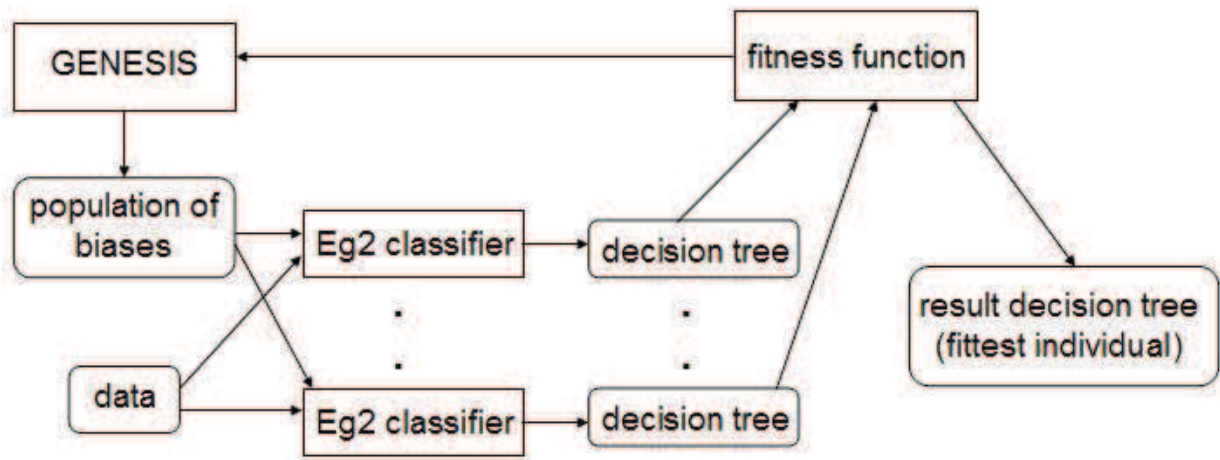 GENESIS
fitness function
population of
biases
Eg2 classifier
decision tree
result decision tree
(fittest individual)
data
Eg2 classifier
decision tree